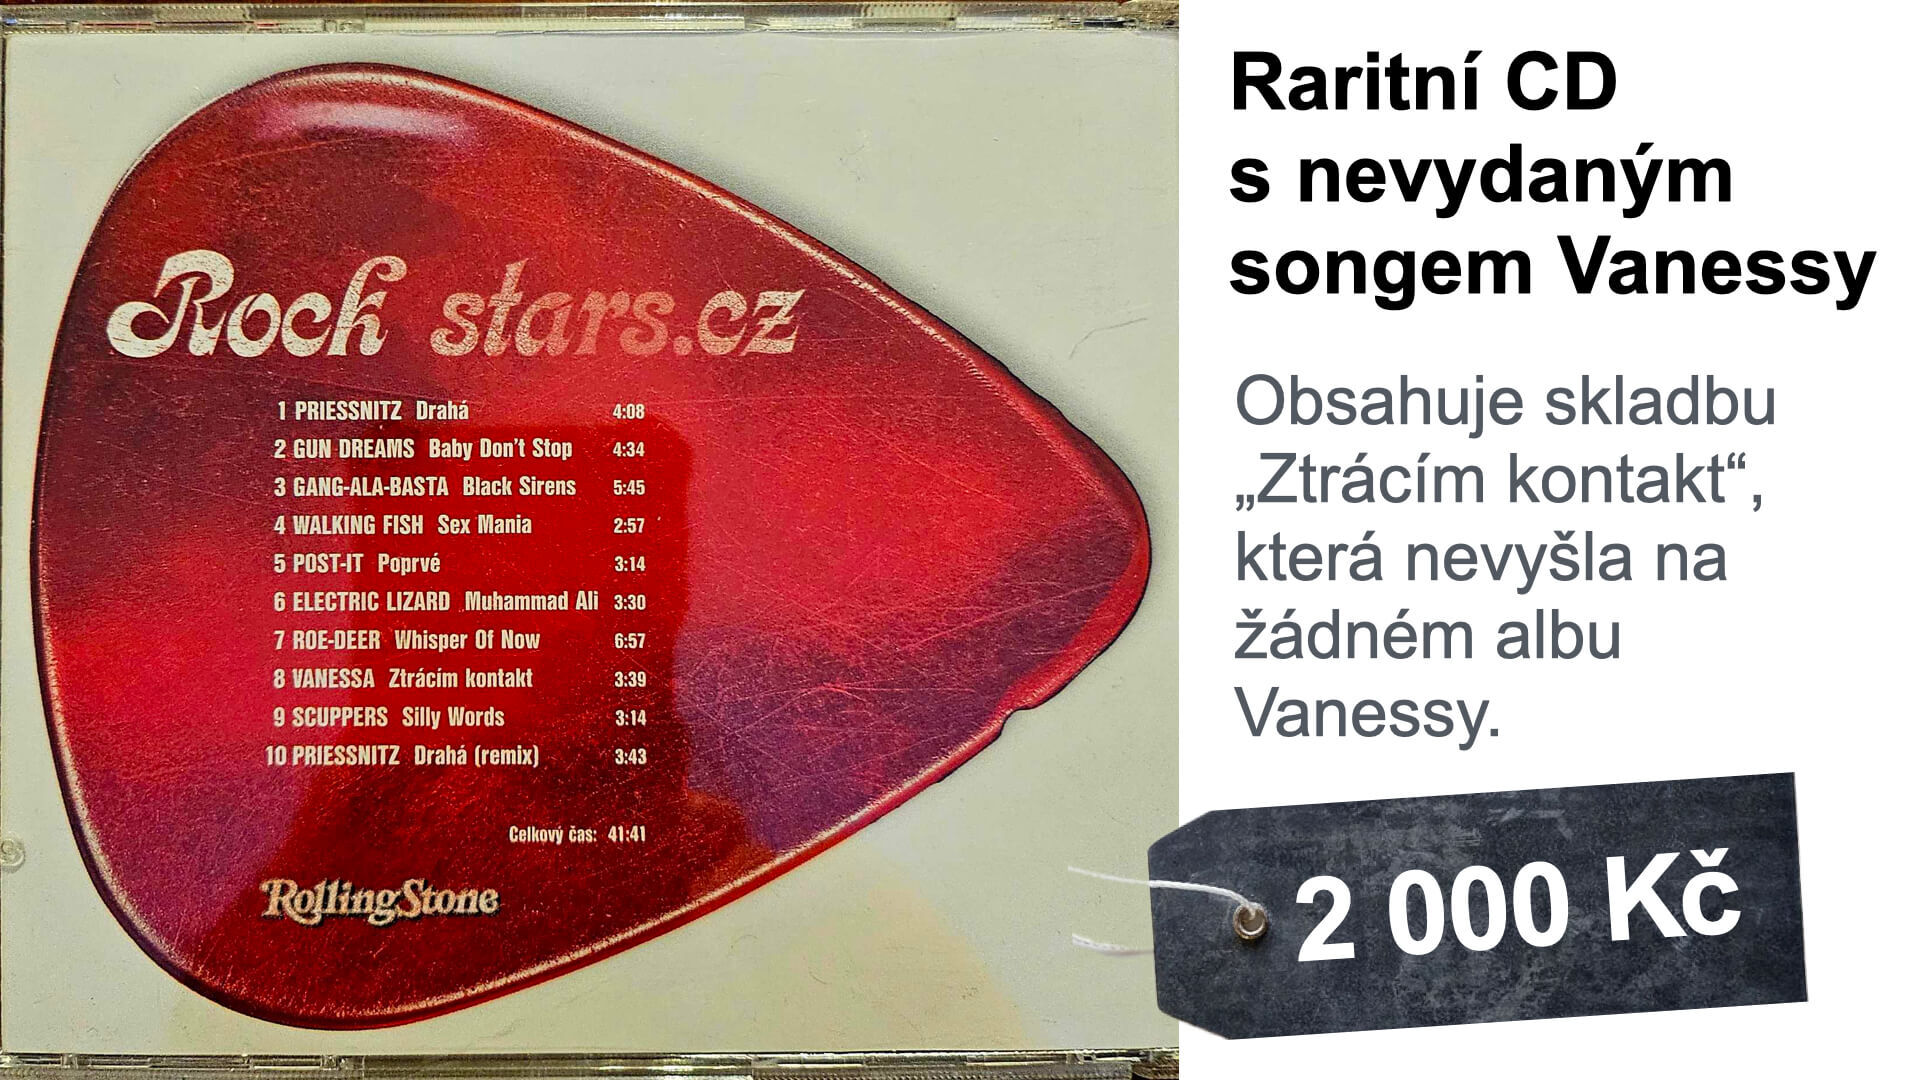 Rock stars.cz
1 PRIESSNITZ Drahá 4:08
2 GUN DREAMS Baby Don't Stop 4:34
3 GANG-ALA-BASTA Black Sirens 5:45
4 WALKING FISH Sex Mania 2:57
5 POST-IT Poprvé 3:14
6 ELECTRIC LIZARD Muhammad Ali 3:30
7 ROE-DEER Whisper Of Now 6:57
8 VANESSA Ztrácím kontakt 3:39
9 SCUPPERS Silly Words 3:14
10 PRIESSNITZ Drahá (remix) 3:43
Celkový čas: 41:41
RollingStone
Raritní CD
s nevydaným
songem Vanessy
Obsahuje skladbu
„Ztrácím kontakt“,
která nevyšla na
žádném albu
Vanessy.
2 000 Kč